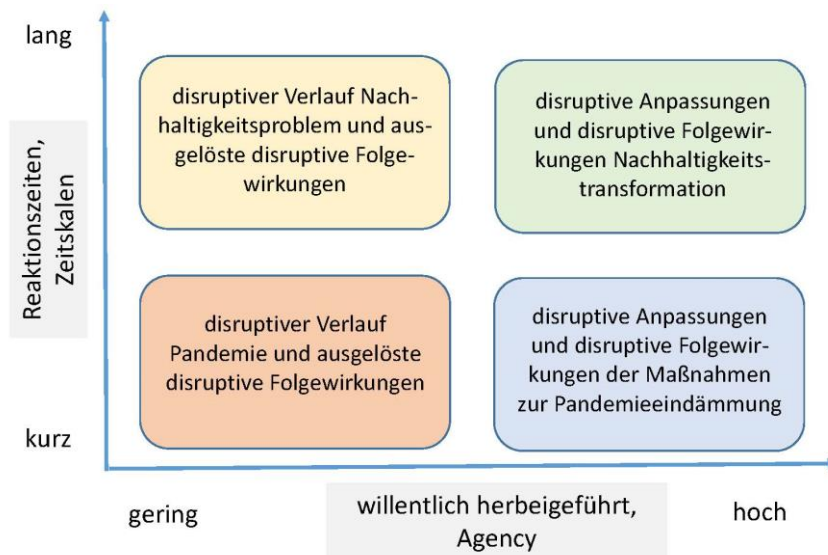 lang
disruptiver Verlauf Nach-
haltigkeitsproblem und aus-
gelöste disruptive Folge-
wirkungen
disruptive Anpassungen
und disruptive Folgewir-
kungen Nachhaltigkeits-
transformation
Reaktionszeiten,
Zeitskalen
disruptiver Verlauf
Pandemie und ausgelöste
disruptive Folgewirkungen
disruptive Anpassungen
und disruptive Folgewir-
kungen der Maßnahmen
zur Pandemieeindämmung
kurz
gering
willentlich herbeigeführt,
Agency
hoch